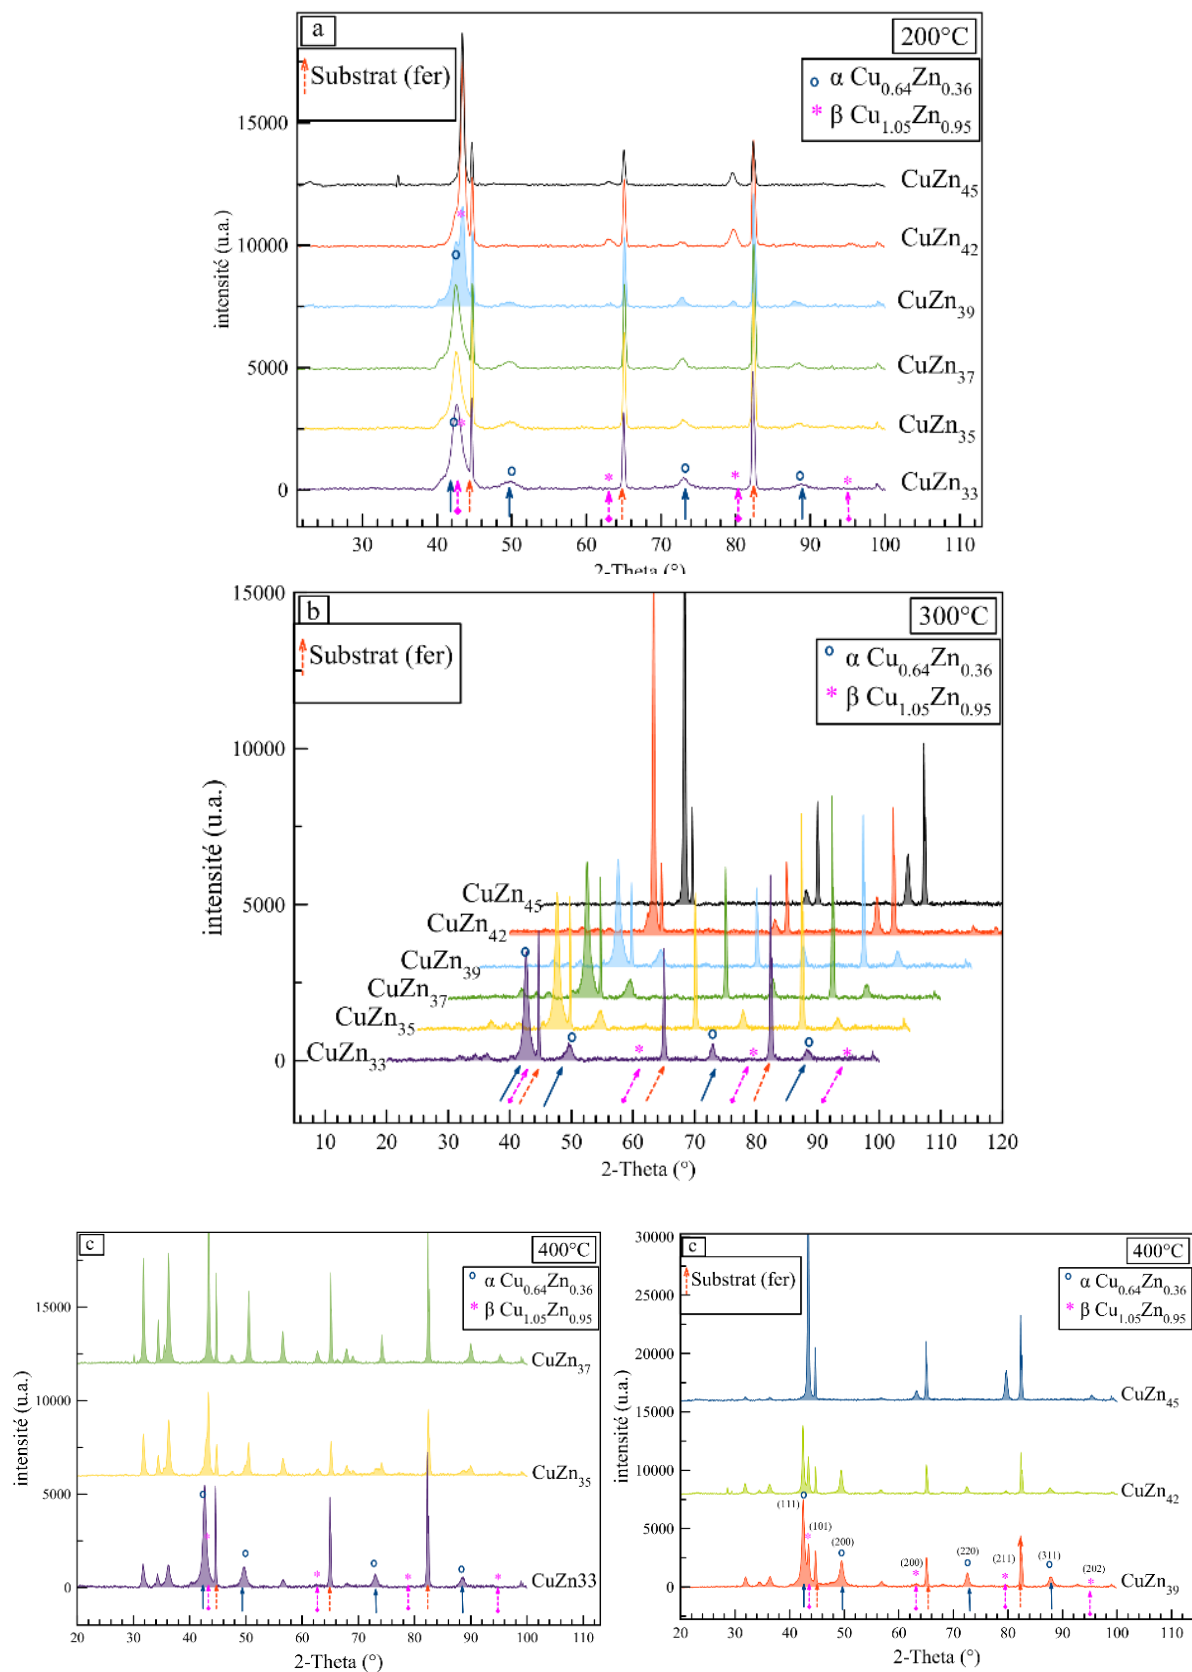 a
200°C
Substrat (fer)
α Cu0.64Zn0.36
* β Cu1.05Zn0.95
15000
10000
5000
0
intensité (u.a.)
CuZn45
CuZn42
CuZn39
CuZn37
CuZn35
CuZn33
30 40 50 60 70 80 90 100 110
2-Theta (°)
b
300°C
Substrat (fer)
α Cu0.64Zn0.36
* β Cu1.05Zn0.95
15000
10000
5000
0
intensité (u.a.)
CuZn45
CuZn42
CuZn39
CuZn37
CuZn35
CuZn33
10 20 30 40 50 60 70 80 90 100 110 120
2-Theta (°)
c
400°C
α Cu0.64Zn0.36
* β Cu1.05Zn0.95
15000
10000
5000
0
intensité (u.a.)
CuZn37
CuZn35
CuZn33
20 30 40 50 60 70 80 90 100 110
2-Theta (°)
c
400°C
Substrat (fer)
α Cu0.64Zn0.36
* β Cu1.05Zn0.95
30000
25000
20000
15000
10000
5000
0
intensité (u.a.)
CuZn45
CuZn42
CuZn39
(111)
(101)
(200)
(200)
(220)
(211)
(311)
(202)
20 30 40 50 60 70 80 90 100 110
2-Theta (°)